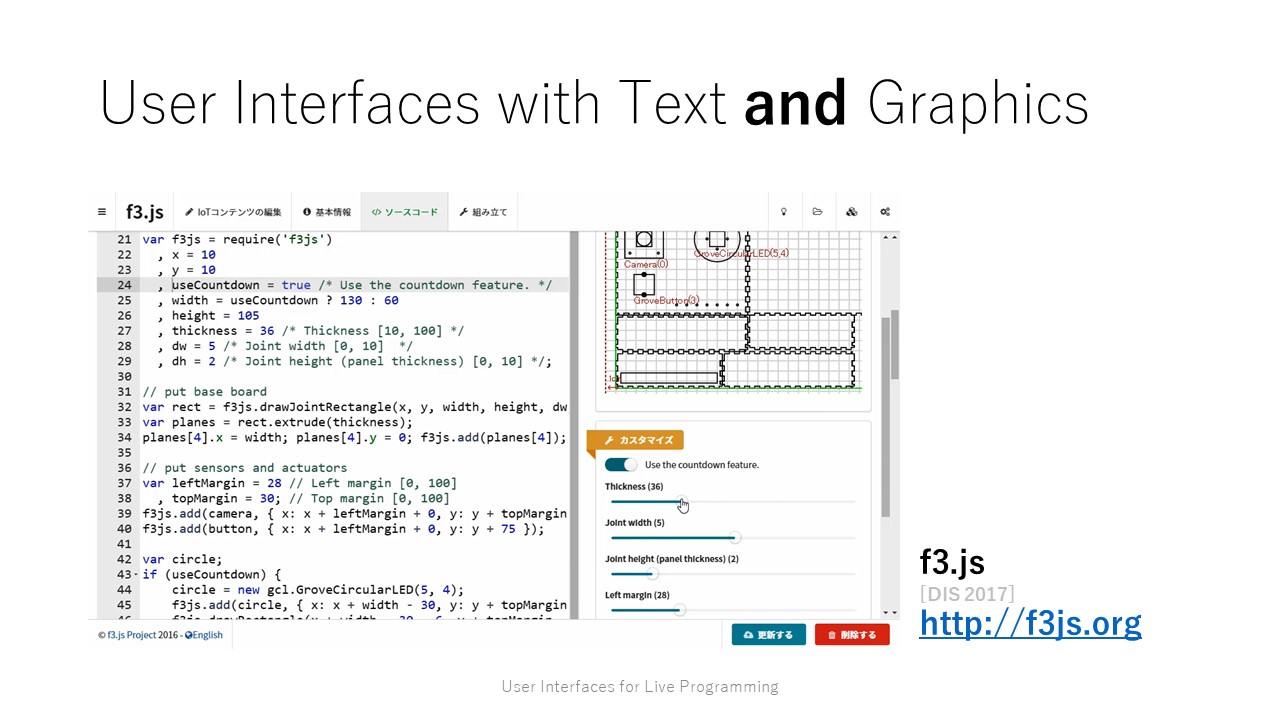 User Interfaces with Text and Graphics
f3.js
IoTコンテンツの編集
基本情報
ソースコード
組み立て
21 var f3js = require('f3js')
22 , x = 10
23 , y = 10
24 , useCountdown = true /* Use the countdown feature. */
25 , width = useCountdown ? 130 : 60
26 , height = 105
27 , thickness = 36 /* Thickness [10, 100] */
28 , dw = 5 /* Joint width [0, 10]  */
29 , dh = 2 /* Joint height (panel thickness) [0, 10] */;
30
31 // put base board
32 var rect = f3js.drawJointRectangle(x, y, width, height, dw
33 var planes = rect.extrude(thickness);
34 planes[4].x = width; planes[4].y = 0; f3js.add(planes[4]);
35
36 // put sensors and actuators
37 var leftMargin = 28 // Left margin [0, 100]
38 , topMargin = 30; // Top margin [0, 100]
39 f3js.add(camera, { x: x + leftMargin + 0, y: y + topMargin
40 f3js.add(button, { x: x + leftMargin + 0, y: y + 75 });
41
42 var circle;
43 if (useCountdown) {
44 circle = new gcl.GroveCircularLED(5, 4);
45 f3js.add(circle, { x: x + width - 30, y: y + topMargin
Camera(0)
GroveCircularLED(5,4)
GroveButton(3)
カスタマイズ
Use the countdown feature.
Thickness (36)
Joint width (5)
Joint height (panel thickness) (2)
Left margin (28)
© f3.js Project 2016 - English
更新する
削除する
f3.js
[DIS 2017]
http://f3js.org
User Interfaces for Live Programming